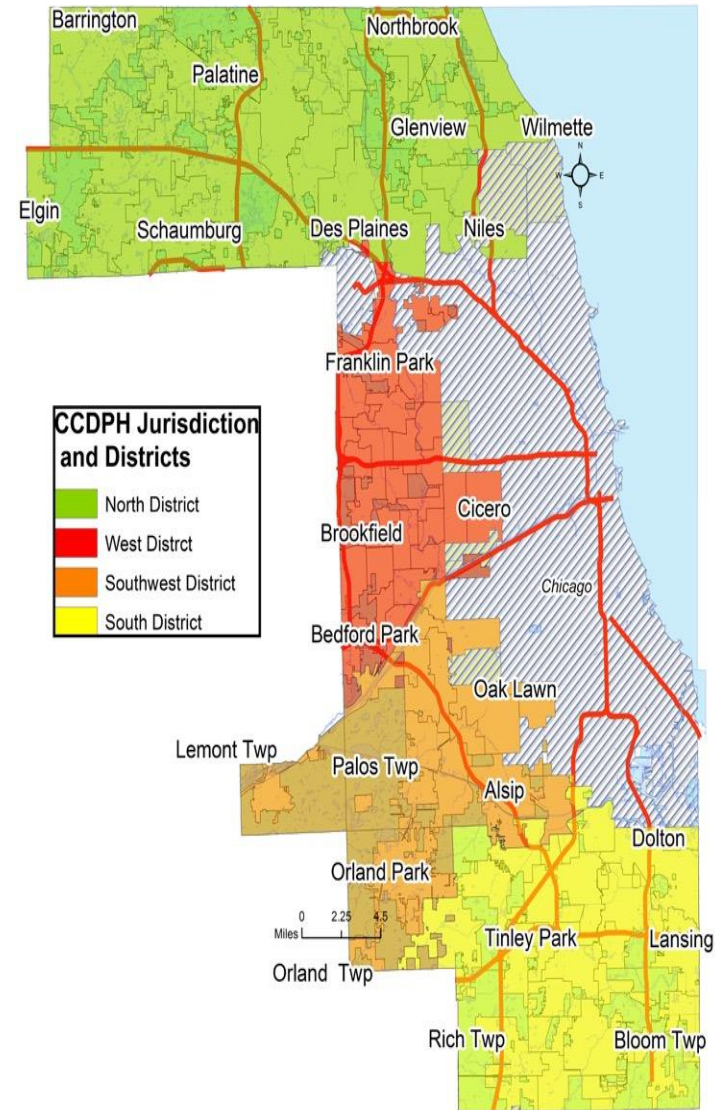 Barrington
Northbrook
Palatine
Glenview
Wilmette
N
W
E
S
Elgin
Schaumburg
Des Plaines
Niles
Franklin Park
CCDPH Jurisdiction
and Districts
North District
West Distrct
Southwest District
South District
Cicero
Brookfield
Chicago
Bedford Park
Oak Lawn
Lemont Twp
Palos Twp
Alsip
Dolton
Orland Park
0 2.25 4.5
Miles
Tinley Park
Lansing
Orland Twp
Rich Twp
Bloom Twp